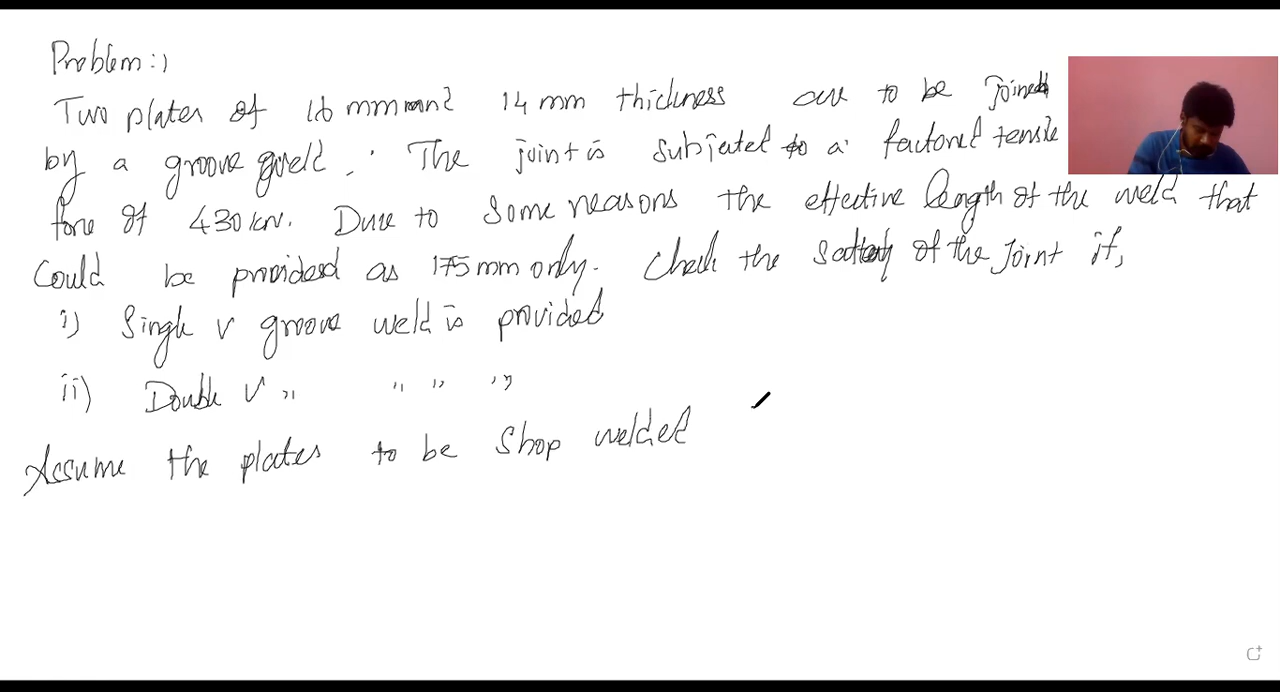 Problem:)
Two plates of 16 mm and 14 mm thickness are to be joined
by a groove weld. The joint is subjected to a factored tensile
force of 430 kN. Due to some reasons the effective length of the weld that
could be provided as 175 mm only. Check the safety of the joint if,
i) Single V groove weld is provided
ii) Double V " " " "
Assume the plates to be shop welded